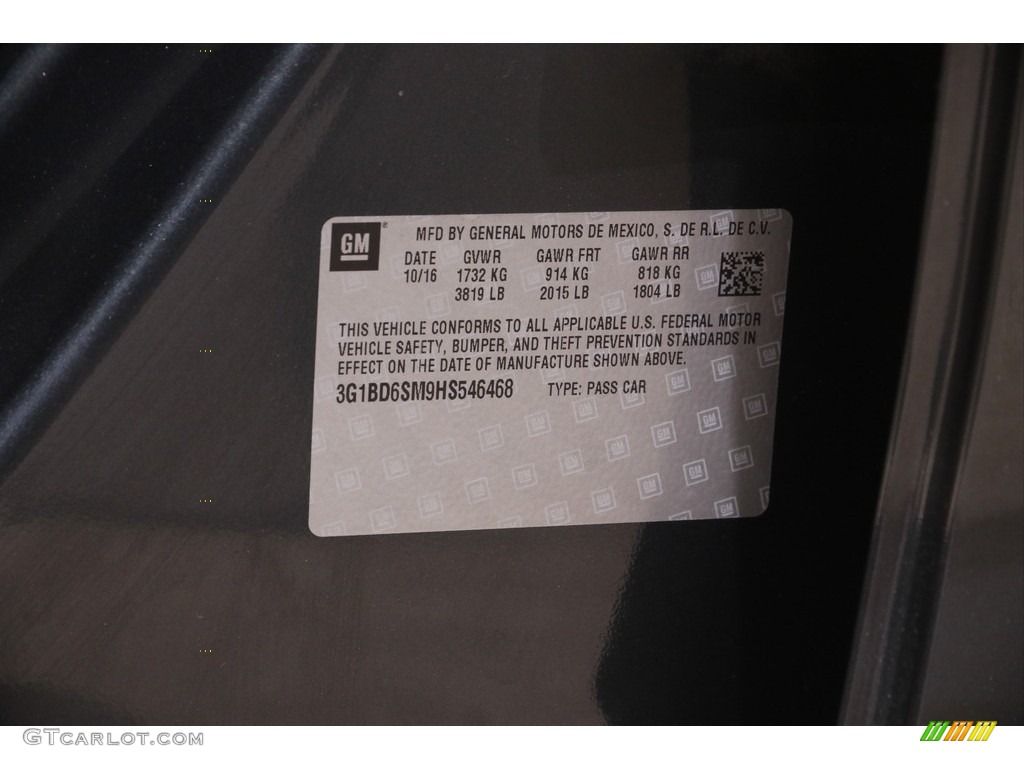 GM® MFD BY GENERAL MOTORS DE MEXICO, S. DE R.L. DE C.V.
DATE GVWR GAWR FRT GAWR RR
10/16 1732 KG 914 KG 818 KG
3819 LB 2015 LB 1804 LB
THIS VEHICLE CONFORMS TO ALL APPLICABLE U.S. FEDERAL MOTOR
VEHICLE SAFETY, BUMPER, AND THEFT PREVENTION STANDARDS IN
EFFECT ON THE DATE OF MANUFACTURE SHOWN ABOVE.
3G1BD6SM9HS546468 TYPE: PASS CAR
GTCarlot.com